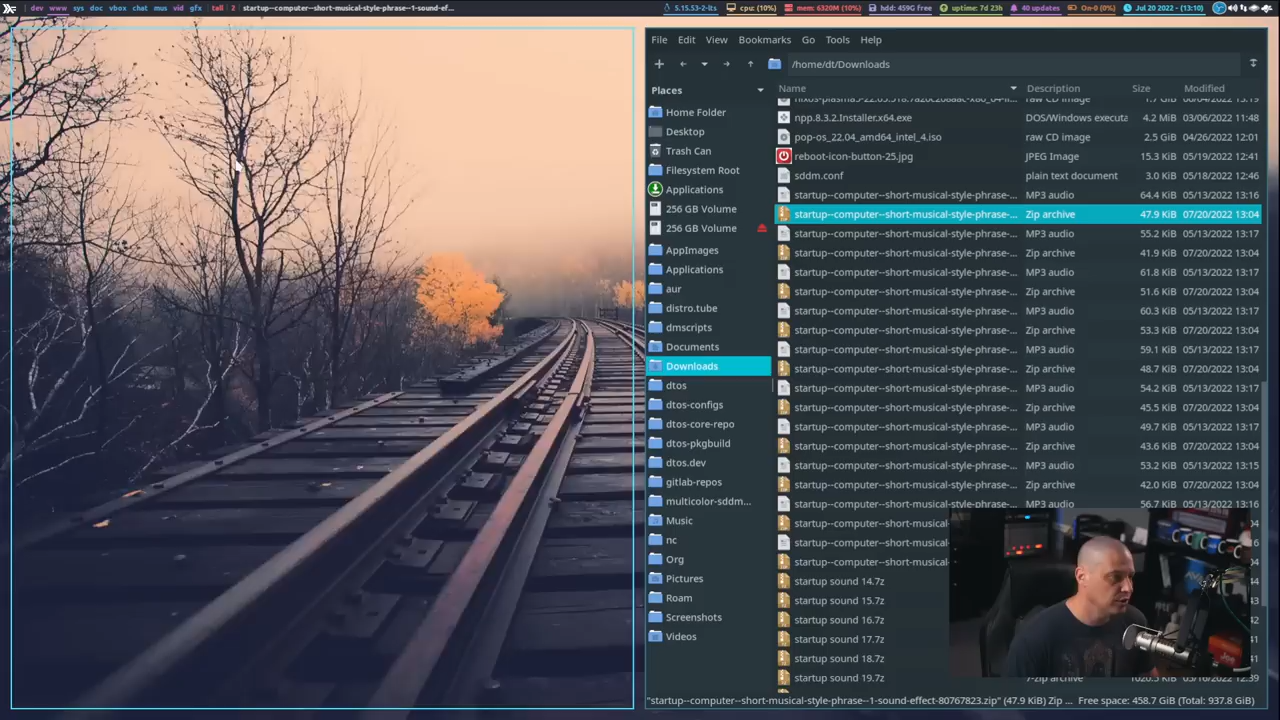 dev www sys doc vbox chat mus vid gfx | tall | 2 | startup--computer--short-musical-style-phrase--1-sound-ef…
5.15.53-2-lts cpu: (10%) mem: 6320M (10%) hdd: 459G free uptime: 7d 23h 40 updates On-0 (0%) Jul 20 2022 - (13:10)
File Edit View Bookmarks Go Tools Help
/home/dt/Downloads
Places
Home Folder
Desktop
Trash Can
Filesystem Root
Applications
256 GB Volume
256 GB Volume
AppImages
Applications
aur
distro.tube
dmscripts
Documents
Downloads
dtos
dtos-configs
dtos-core-repo
dtos-pkgbuild
dtos.dev
gitlab-repos
multicolor-sddm...
Music
nc
Org
Pictures
Roam
Screenshots
Videos
Name Description Size Modified
npp.8.3.2.Installer.x64.exe DOS/Windows executa 4.2 MiB 03/06/2022 11:48
pop-os_22.04_amd64_intel_4.iso raw CD image 2.5 GiB 04/26/2022 12:01
reboot-icon-button-25.jpg JPEG Image 15.3 KiB 05/19/2022 12:41
sddm.conf plain text document 3.0 KiB 05/18/2022 12:46
startup--computer--short-musical-style-phrase-... MP3 audio 64.4 KiB 05/13/2022 13:16
startup--computer--short-musical-style-phrase-... Zip archive 47.9 KiB 07/20/2022 13:04
startup--computer--short-musical-style-phrase-... MP3 audio 55.2 KiB 05/13/2022 13:17
startup--computer--short-musical-style-phrase-... Zip archive 41.9 KiB 07/20/2022 13:04
startup--computer--short-musical-style-phrase-... MP3 audio 61.8 KiB 05/13/2022 13:17
startup--computer--short-musical-style-phrase-... Zip archive 51.6 KiB 07/20/2022 13:04
startup--computer--short-musical-style-phrase-... MP3 audio 60.3 KiB 05/13/2022 13:17
startup--computer--short-musical-style-phrase-... Zip archive 53.3 KiB 07/20/2022 13:04
startup--computer--short-musical-style-phrase-... MP3 audio 59.1 KiB 05/13/2022 13:17
startup--computer--short-musical-style-phrase-... Zip archive 48.7 KiB 07/20/2022 13:04
startup--computer--short-musical-style-phrase-... MP3 audio 54.2 KiB 05/13/2022 13:17
startup--computer--short-musical-style-phrase-... Zip archive 45.5 KiB 07/20/2022 13:04
startup--computer--short-musical-style-phrase-... MP3 audio 49.7 KiB 05/13/2022 13:17
startup--computer--short-musical-style-phrase-... Zip archive 43.6 KiB 07/20/2022 13:04
startup--computer--short-musical-style-phrase-... MP3 audio 53.2 KiB 05/13/2022 13:15
startup--computer--short-musical-style-phrase-... Zip archive 42.0 KiB 07/20/2022 13:04
startup--computer--short-musical-style-phrase-... MP3 audio 56.7 KiB 05/13/2022 13:17
startup--computer--short-musical-
startup--computer--short-musical-
startup--computer--short-musical-
startup sound 14.7z
startup sound 15.7z
startup sound 16.7z
startup sound 17.7z
startup sound 18.7z
startup sound 19.7z
"startup--computer--short-musical-style-phrase--1-sound-effect-80767823.zip" (47.9 KiB) Zip ... Free space: 458.7 GiB (Total: 937.8 GiB)